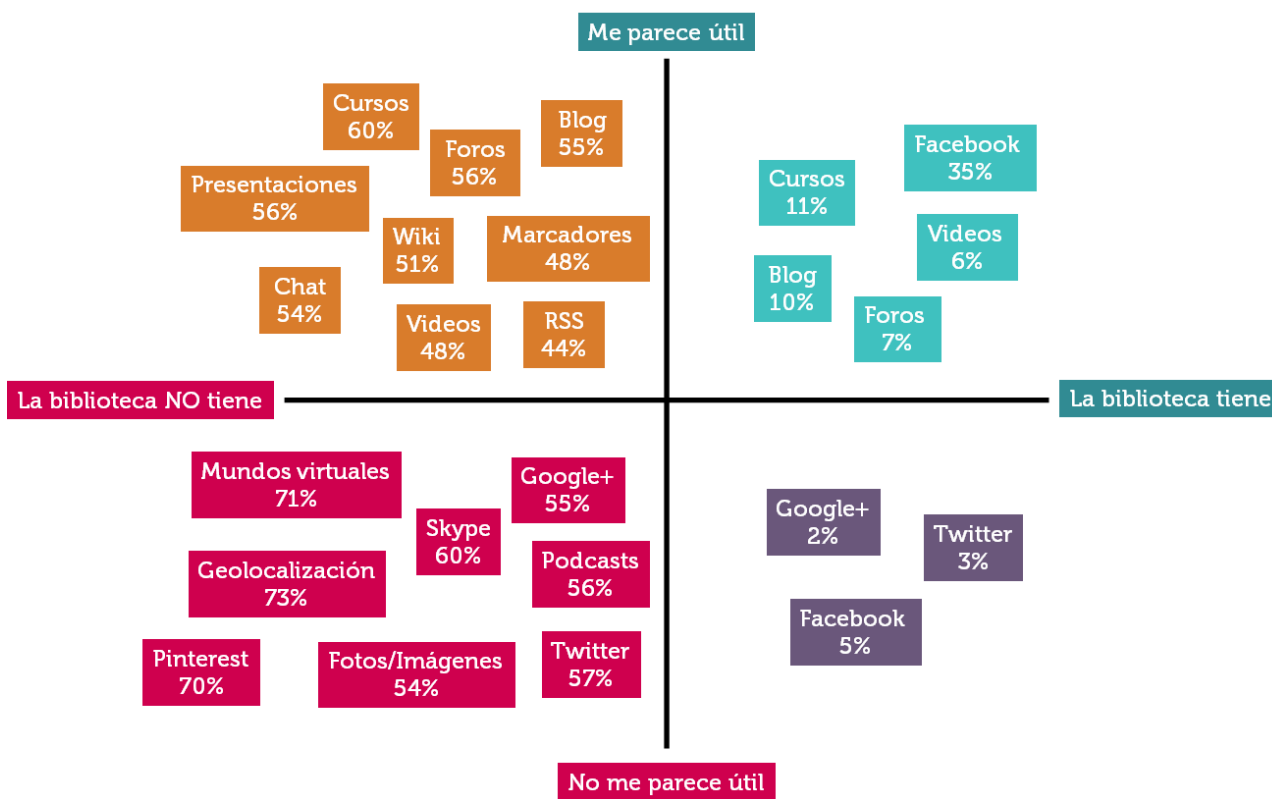 Me parece útil
Cursos
60%
Foros
56%
Blog
55%
Presentaciones
56%
Wiki
51%
Marcadores
48%
Chat
54%
Videos
48%
RSS
44%
Facebook
35%
Cursos
11%
Videos
6%
Blog
10%
Foros
7%
La biblioteca NO tiene
La biblioteca tiene
Mundos virtuales
71%
Google+
55%
Skype
60%
Geolocalización
73%
Podcasts
56%
Pinterest
70%
Fotos/Imágenes
54%
Twitter
57%
Google+
2%
Twitter
3%
Facebook
5%
No me parece útil